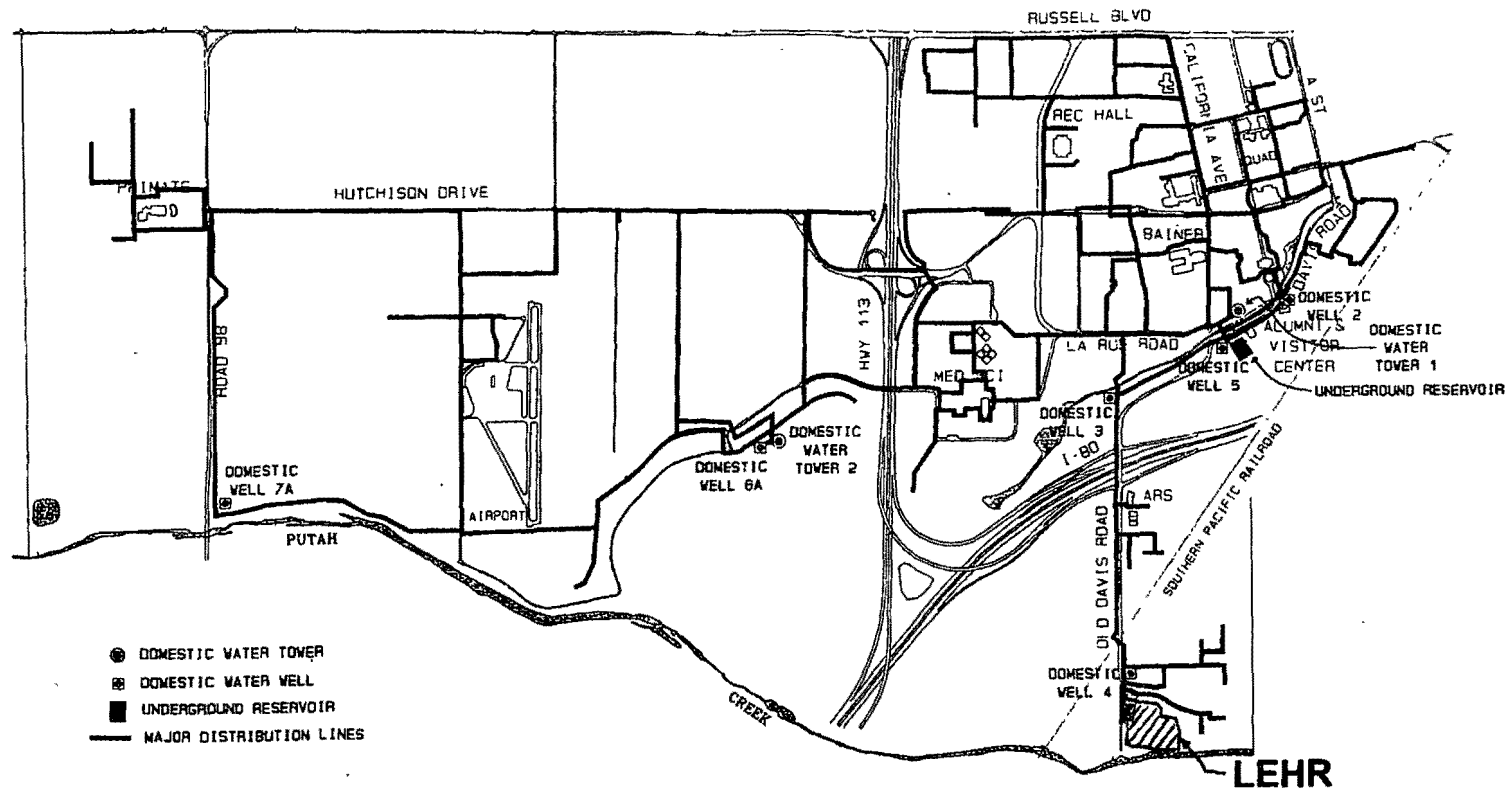 RUSSELL BLVD
CALIFORNIA AVE
A ST
REC HALL
QUAD
PRIMATE
HUTCHISON DRIVE
BAINER
DAVIS ROAD
HWY 113
ROAD 98
DOMESTIC
WELL 2
ALUMNI &
VISITOR
CENTER
DOMESTIC
WATER
TOWER 1
LA RUE ROAD
DOMESTIC
WELL 5
UNDERGROUND RESERVOIR
MED SCI
DOMESTIC
WELL 3
I-80
DOMESTIC
WATER
TOWER 2
DOMESTIC
WELL 6A
DOMESTIC
WELL 7A
AIRPORT
PUTAH
ARS
OLD DAVIS ROAD
SOUTHERN PACIFIC RAILROAD
DOMESTIC WATER TOWER
DOMESTIC WATER WELL
UNDERGROUND RESERVOIR
MAJOR DISTRIBUTION LINES
DOMESTIC
WELL 4
CREEK
LEHR